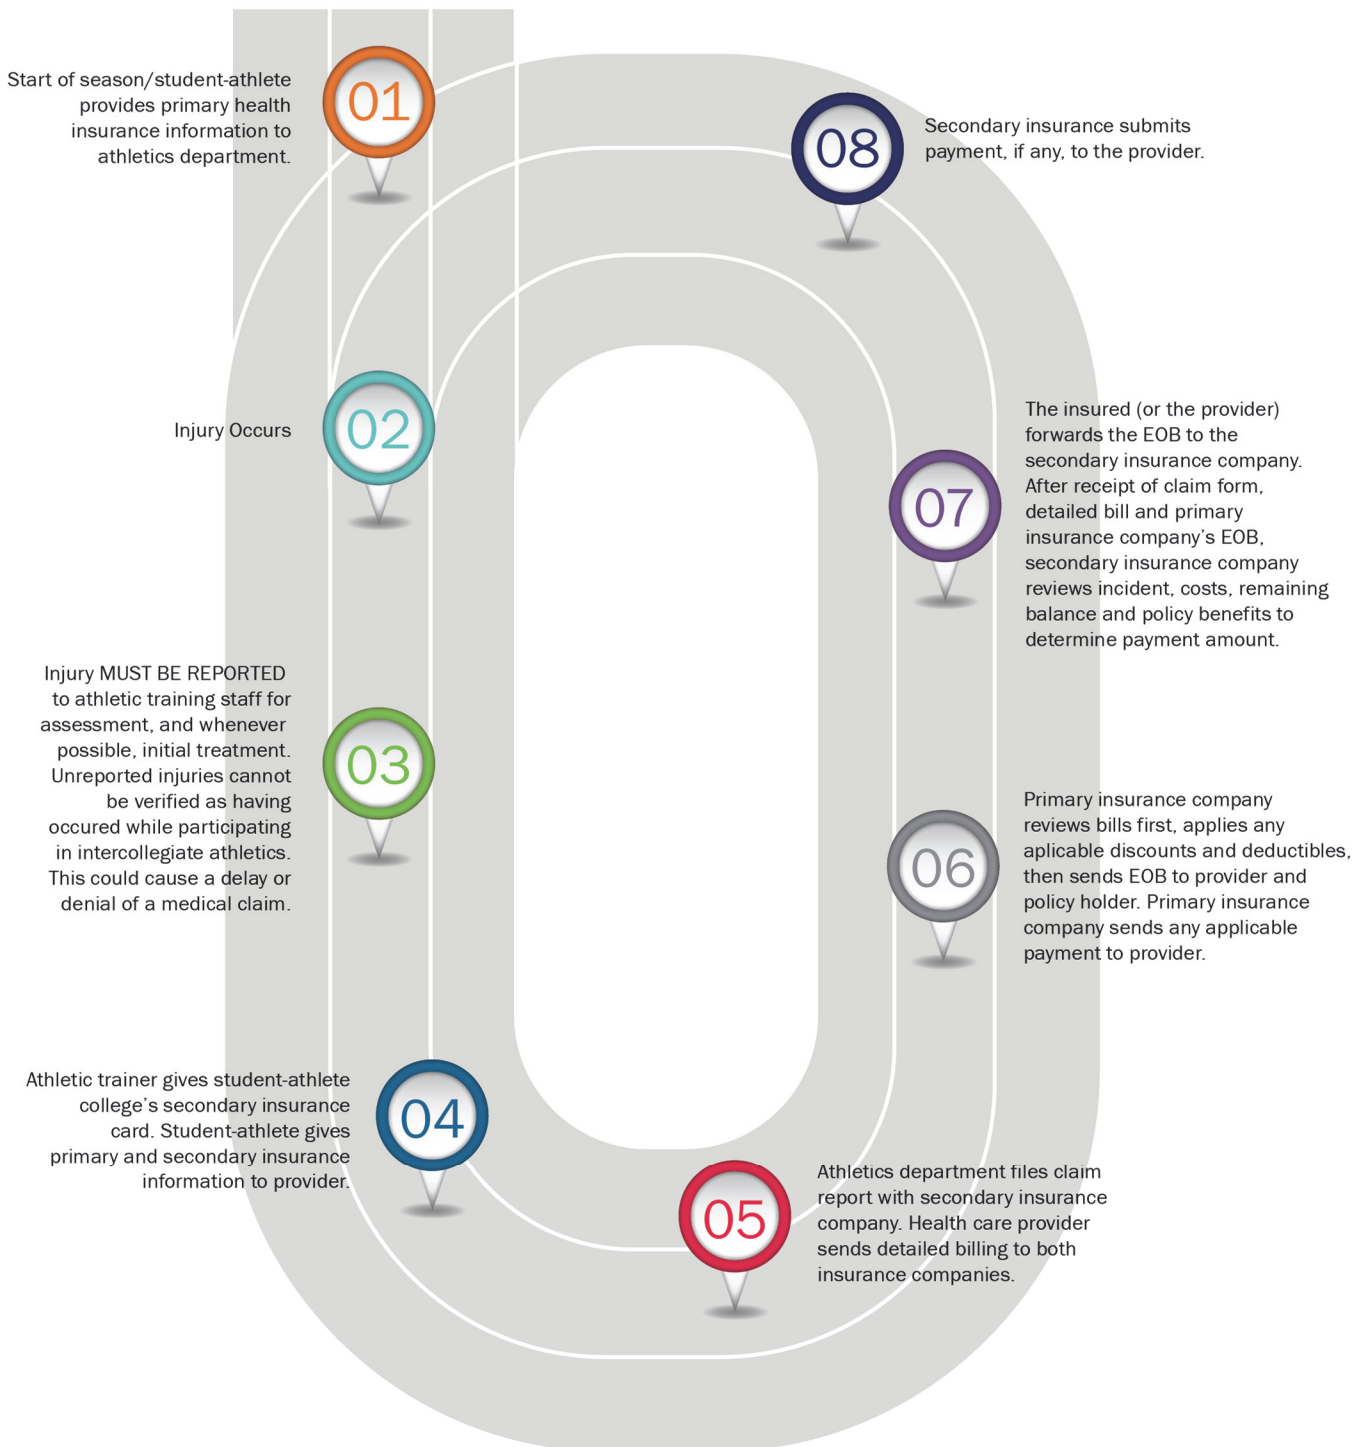 01
Start of season/student-athlete
provides primary health
insurance information to
athletics department.
02
Injury Occurs
03
Injury MUST BE REPORTED
to athletic training staff for
assessment, and whenever
possible, initial treatment.
Unreported injuries cannot
be verified as having
occured while participating
in intercollegiate athletics.
This could cause a delay or
denial of a medical claim.
04
Athletic trainer gives student-athlete
college’s secondary insurance
card. Student-athlete gives
primary and secondary insurance
information to provider.
05
Athletics department files claim
report with secondary insurance
company. Health care provider
sends detailed billing to both
insurance companies.
06
Primary insurance company
reviews bills first, applies any
aplicable discounts and deductibles,
then sends EOB to provider and
policy holder. Primary insurance
company sends any applicable
payment to provider.
07
The insured (or the provider)
forwards the EOB to the
secondary insurance company.
After receipt of claim form,
detailed bill and primary
insurance company’s EOB,
secondary insurance company
reviews incident, costs, remaining
balance and policy benefits to
determine payment amount.
08
Secondary insurance submits
payment, if any, to the provider.